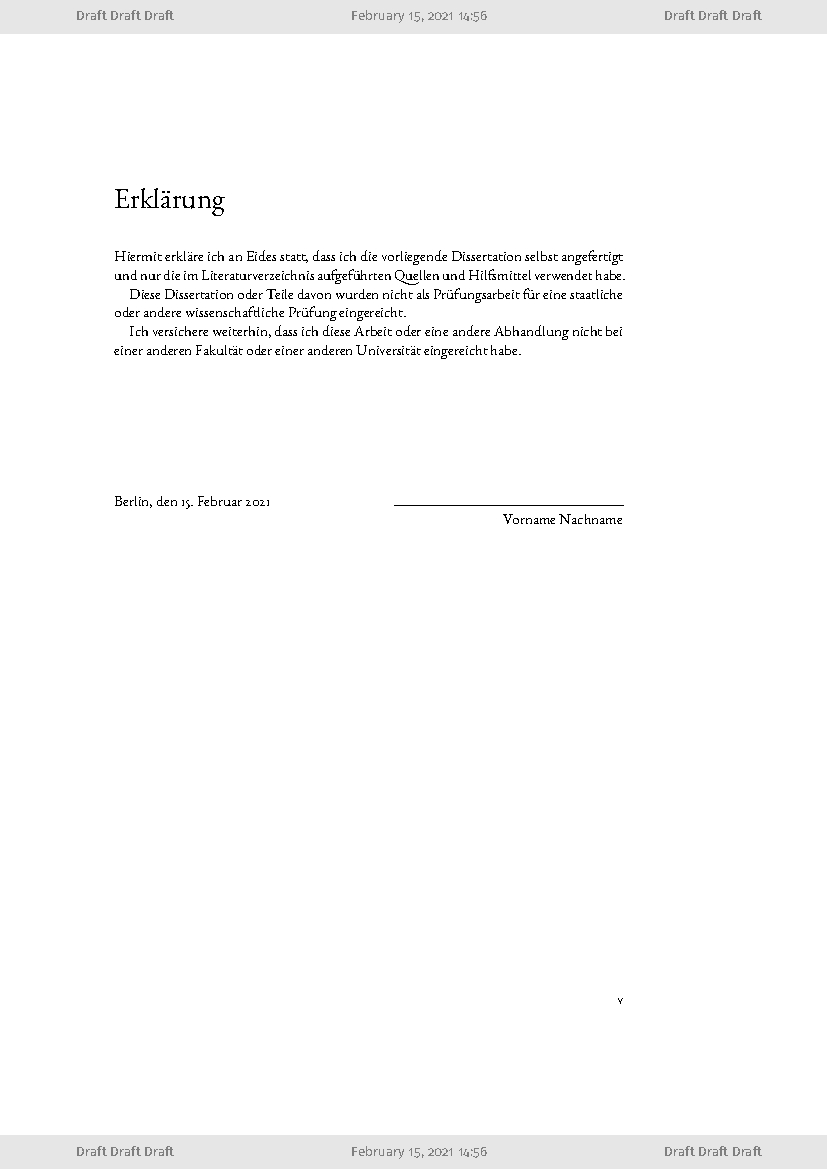 Draft Draft Draft February 15, 2021 14:56 Draft Draft Draft
Erklärung
Hiermit erkläre ich an Eides statt, dass ich die vorliegende Dissertation selbst angefertigt
und nur die im Literaturverzeichnis aufgeführten Quellen und Hilfsmittel verwendet habe.
Diese Dissertation oder Teile davon wurden nicht als Prüfungsarbeit für eine staatliche
oder andere wissenschaftliche Prüfung eingereicht.
Ich versichere weiterhin, dass ich diese Arbeit oder eine andere Abhandlung nicht bei
einer anderen Fakultät oder einer anderen Universität eingereicht habe.
Berlin, den 15. Februar 2021
Vorname Nachname
v
Draft Draft Draft February 15, 2021 14:56 Draft Draft Draft